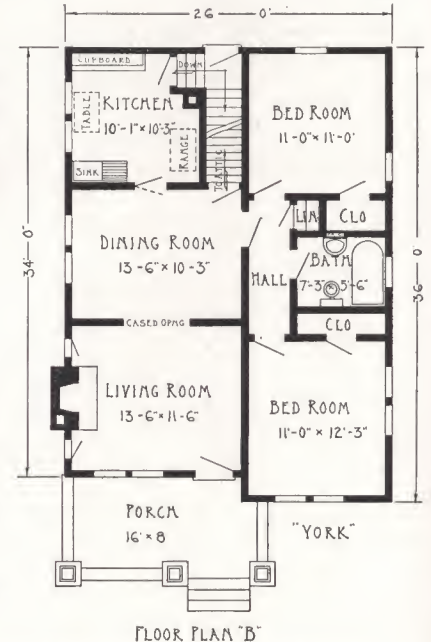 26'-0"
CUPBOARD
DOWN
TABLE
KITCHEN
10'-1"×10'-3"
RANGE
SINK
TO ATTIC
BED ROOM
11'-0"×11'-0"
LIN
CLO
DINING ROOM
13'-6"×10'-3"
HALL
BATH
7'-3"×5'-6"
34'-0"
36'-0"
CASED OPNG
CLO
LIVING ROOM
13'-6"×11'-6"
BED ROOM
11'-0"×12'-3"
PORCH
16'×8
"YORK"
FLOOR PLAN "B"